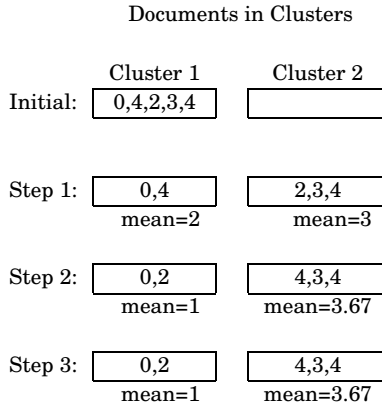 Documents in Clusters
Cluster 1 Cluster 2
Initial: 0,4,2,3,4
Step 1: 0,4 2,3,4
mean=2 mean=3
Step 2: 0,2 4,3,4
mean=1 mean=3.67
Step 3: 0,2 4,3,4
mean=1 mean=3.67